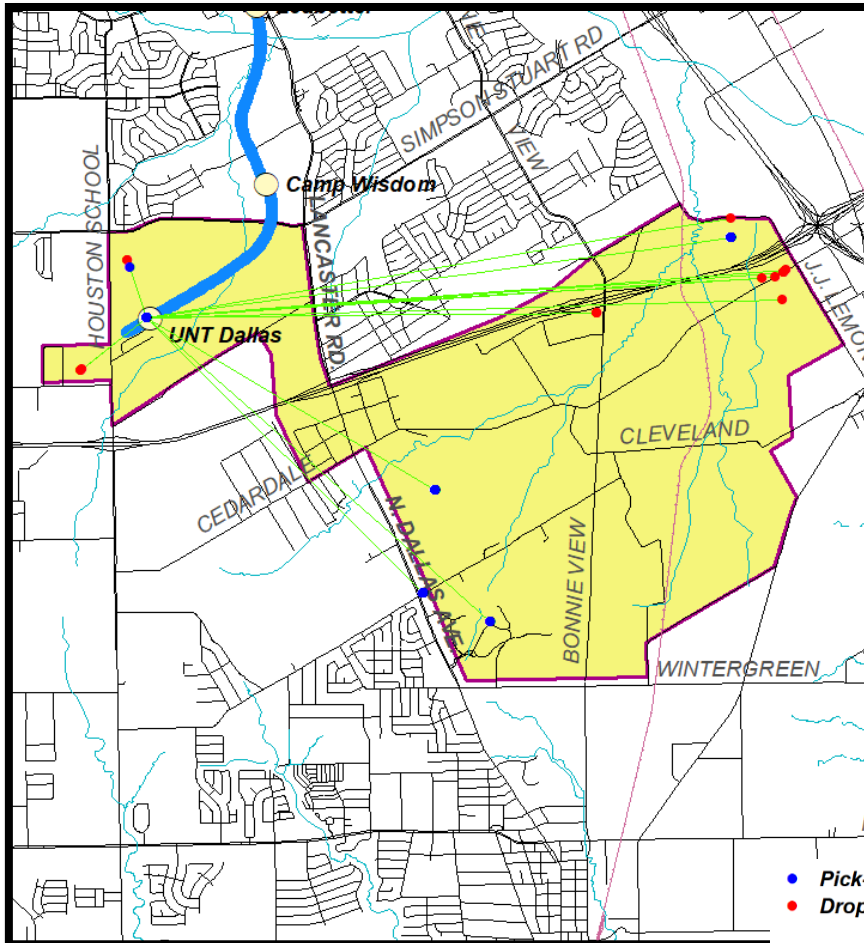 SIMPSON STUART RD
VIEW
HOUSTON SCHOOL
Camp Wisdom
LANCASTER RD
J.J. LEMO
UNT Dallas
CLEVELAND
CEDARDALE
N. DALLAS AVE.
BONNIE VIEW
WINTERGREEN
Pick-
Drop